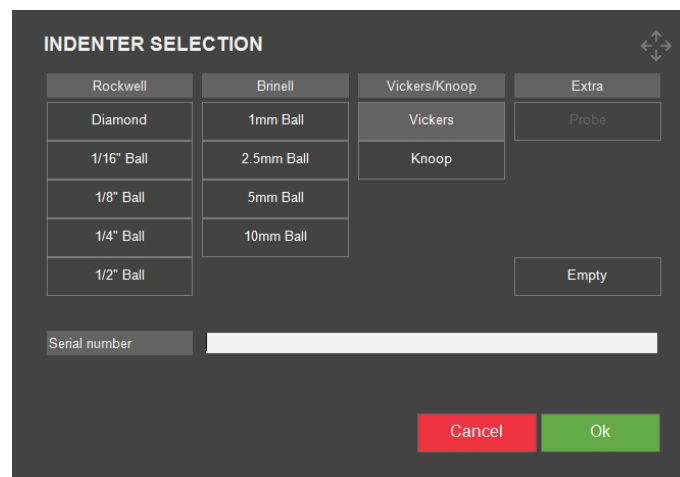 INDENTER SELECTION
Rockwell Brinell Vickers/Knoop Extra
Diamond 1mm Ball Vickers Probe
1/16" Ball 2.5mm Ball Knoop
1/8" Ball 5mm Ball
1/4" Ball 10mm Ball
1/2" Ball Empty
Serial number
Cancel Ok